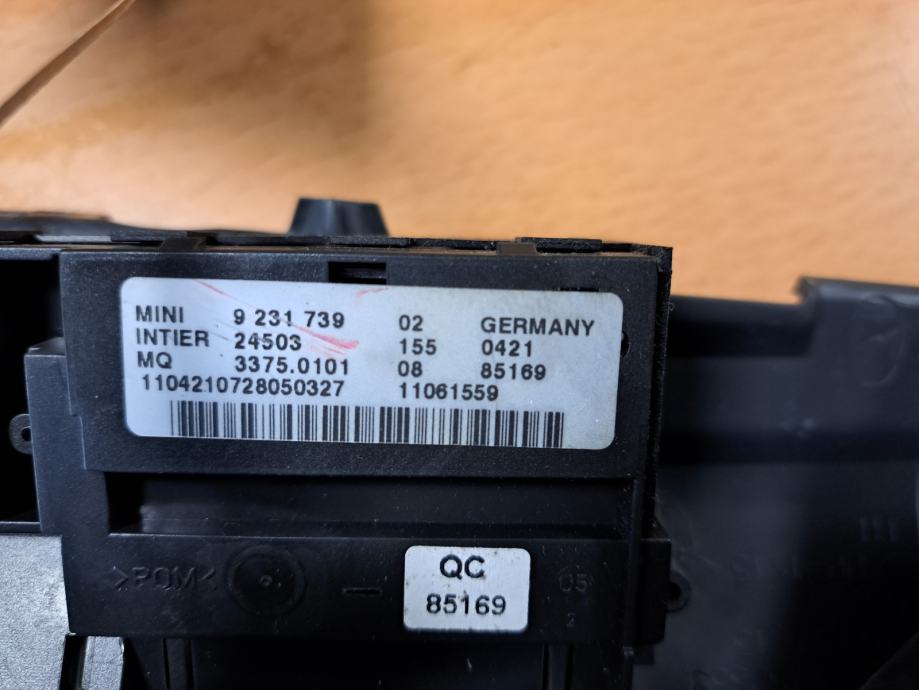 MINI 9 231 739 02 GERMANY
INTIER 24503 155 0421
MQ 3375.0101 08 85169
1104210728050327 11061559
>POM<
QC
85169